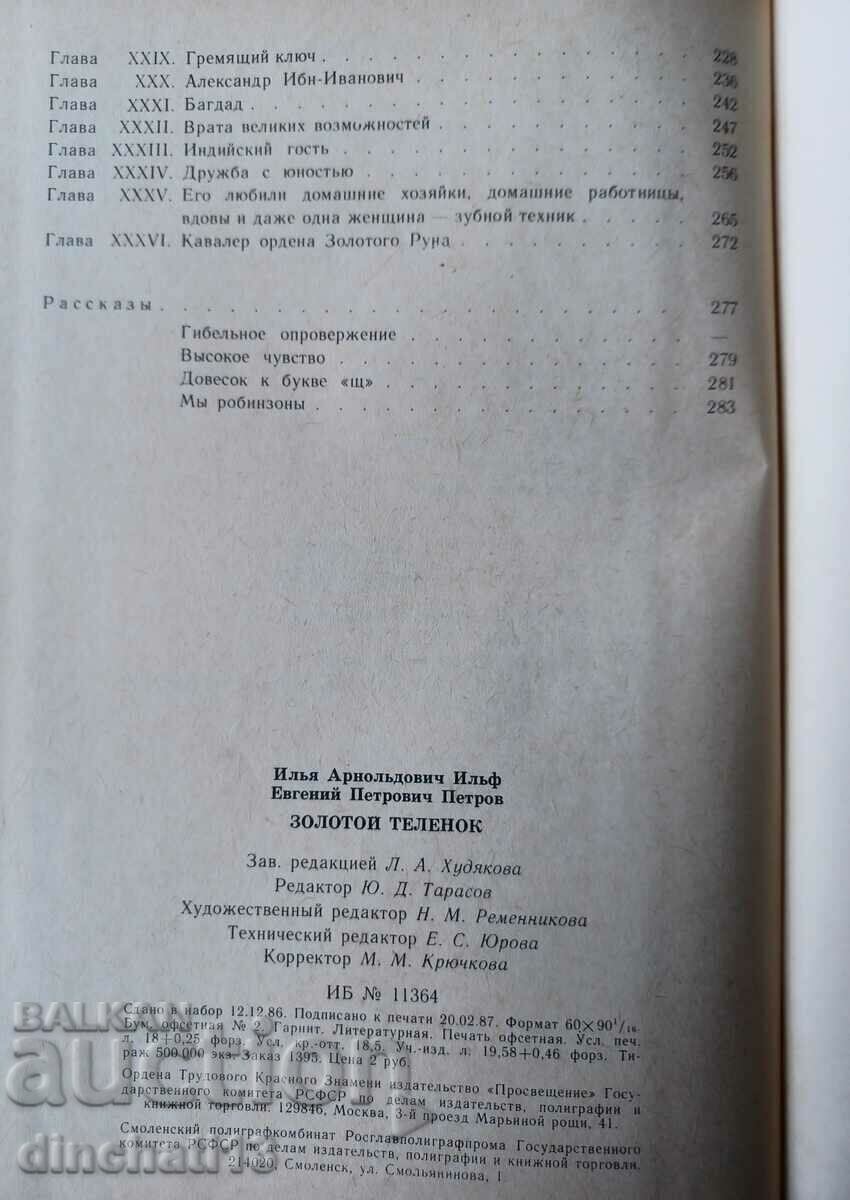 Глава XXIX. Гремящий ключ . . . . . . . . . . . . . . . 228
Глава XXX. Александр Ибн-Иванович . . . . . . . . . . . . 236
Глава XXXI. Багдад . . . . . . . . . . . . . . . . . 242
Глава XXXII. Врата великих возможностей . . . . . . . . . . 247
Глава XXXIII. Индийский гость . . . . . . . . . . . . . . 252
Глава XXXIV. Дружба с юностью . . . . . . . . . . . . . . 256
Глава XXXV. Его любили домашние хозяйки, домашние работницы,
вдовы и даже одна женщина — зубной техник . . . . . 265
Глава XXXVI. Кавалер ордена Золотого Руна . . . . . . . . . . 272
Рассказы . . . . . . . . . . . . . . . . . . . . . 277
Гибельное опровержение . . . . . . . . . . . . —
Высокое чувство . . . . . . . . . . . . . . . 279
Довесок к букве «щ» . . . . . . . . . . . . . 281
Мы робинзоны . . . . . . . . . . . . . . . . 283
Илья Арнольдович Ильф
Евгений Петрович Петров
ЗОЛОТОЙ ТЕЛЕНОК
Зав. редакцией Л. А. Худякова
Редактор Ю. Д. Тарасов
Художественный редактор Н. М. Ременникова
Технический редактор Е. С. Юрова
Корректор М. М. Крючкова
ИБ № 11364
Сдано в набор 12.12.86. Подписано к печати 20.02.87. Формат 60×90¹/₁₆.
Бум. офсетная № 2. Гарнит. Литературная. Печать офсетная. Усл. печ.
л. 18+0,25 форз. Усл. кр.-отт. 18,5. Уч.-изд. л. 19,58+0,46 форз. Ти-
раж 500 000 экз. Заказ 1395. Цена 2 руб.
Ордена Трудового Красного Знамени издательство «Просвещение» Госу-
дарственного комитета РСФСР по делам издательств, полиграфии и
книжной торговли. 129846, Москва, 3-й проезд Марьиной рощи, 41.
Смоленский полиграфкомбинат Росглавполиграфпрома Государственного
комитета РСФСР по делам издательств, полиграфии и книжной торговли.
214020, Смоленск, ул. Смольянинова, 1.
BALKAN
auction
dinchati13